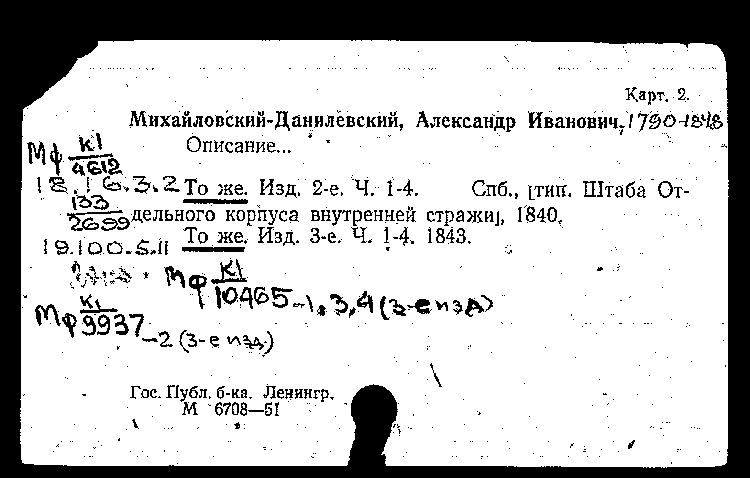 Карт. 2.
Михайловский-Данилевский, Александр Иванович, 1790-1848
Описание...
Мф К1/4612
18.16.3.2 То же. Изд. 2-е. Ч. 1-4. Спб., [тип. Штаба От-
133/2699 дельного корпуса внутренней стражи], 1840.
19.100.5.11 То же. Изд. 3-е. Ч. 1-4. 1843.
Мф К1/10465-1,3,4 (3-е изд)
Мф К1/9937-2 (3-е изд)
Гос. Публ. б-ка. Ленингр.
М 6708—51